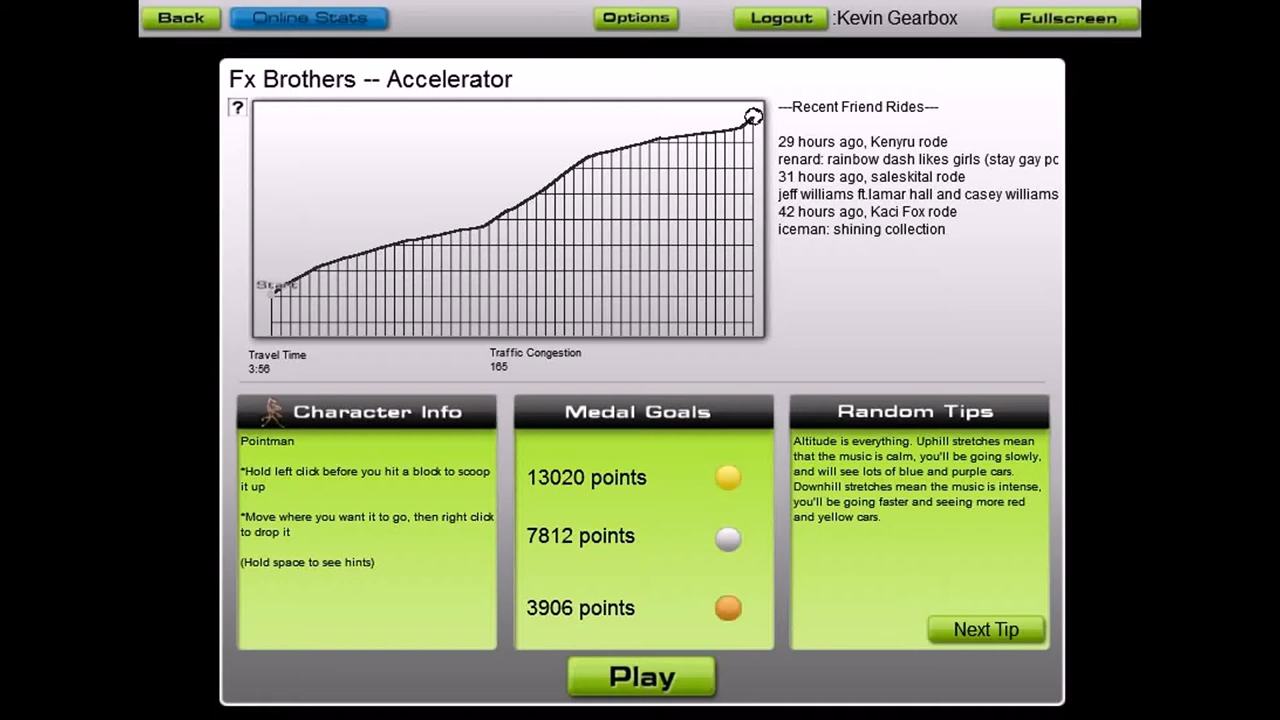 Back
Online Stats
Options
Logout
:Kevin Gearbox
Fullscreen
Fx Brothers -- Accelerator
?
Start
Travel Time
3:56
Traffic Congestion
165
---Recent Friend Rides---
29 hours ago, Kenyru rode
renard: rainbow dash likes girls (stay gay pc
31 hours ago, saleskital rode
jeff williams ft.lamar hall and casey williams
42 hours ago, Kaci Fox rode
iceman: shining collection
Character Info
Pointman
*Hold left click before you hit a block to scoop
it up
*Move where you want it to go, then right click
to drop it
(Hold space to see hints)
Medal Goals
13020 points
7812 points
3906 points
Random Tips
Altitude is everything. Uphill stretches mean
that the music is calm, you'll be going slowly,
and will see lots of blue and purple cars.
Downhill stretches mean the music is intense,
you'll be going faster and seeing more red
and yellow cars.
Next Tip
Play